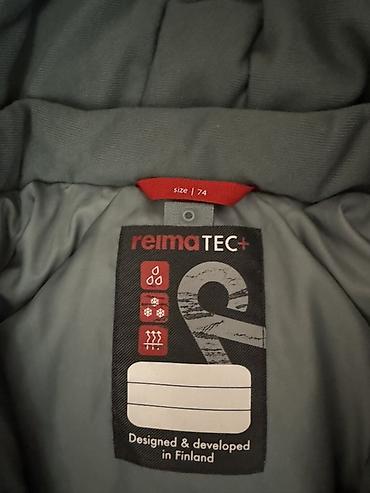 size | 74
reimaTEC+
Designed & developed
in Finland